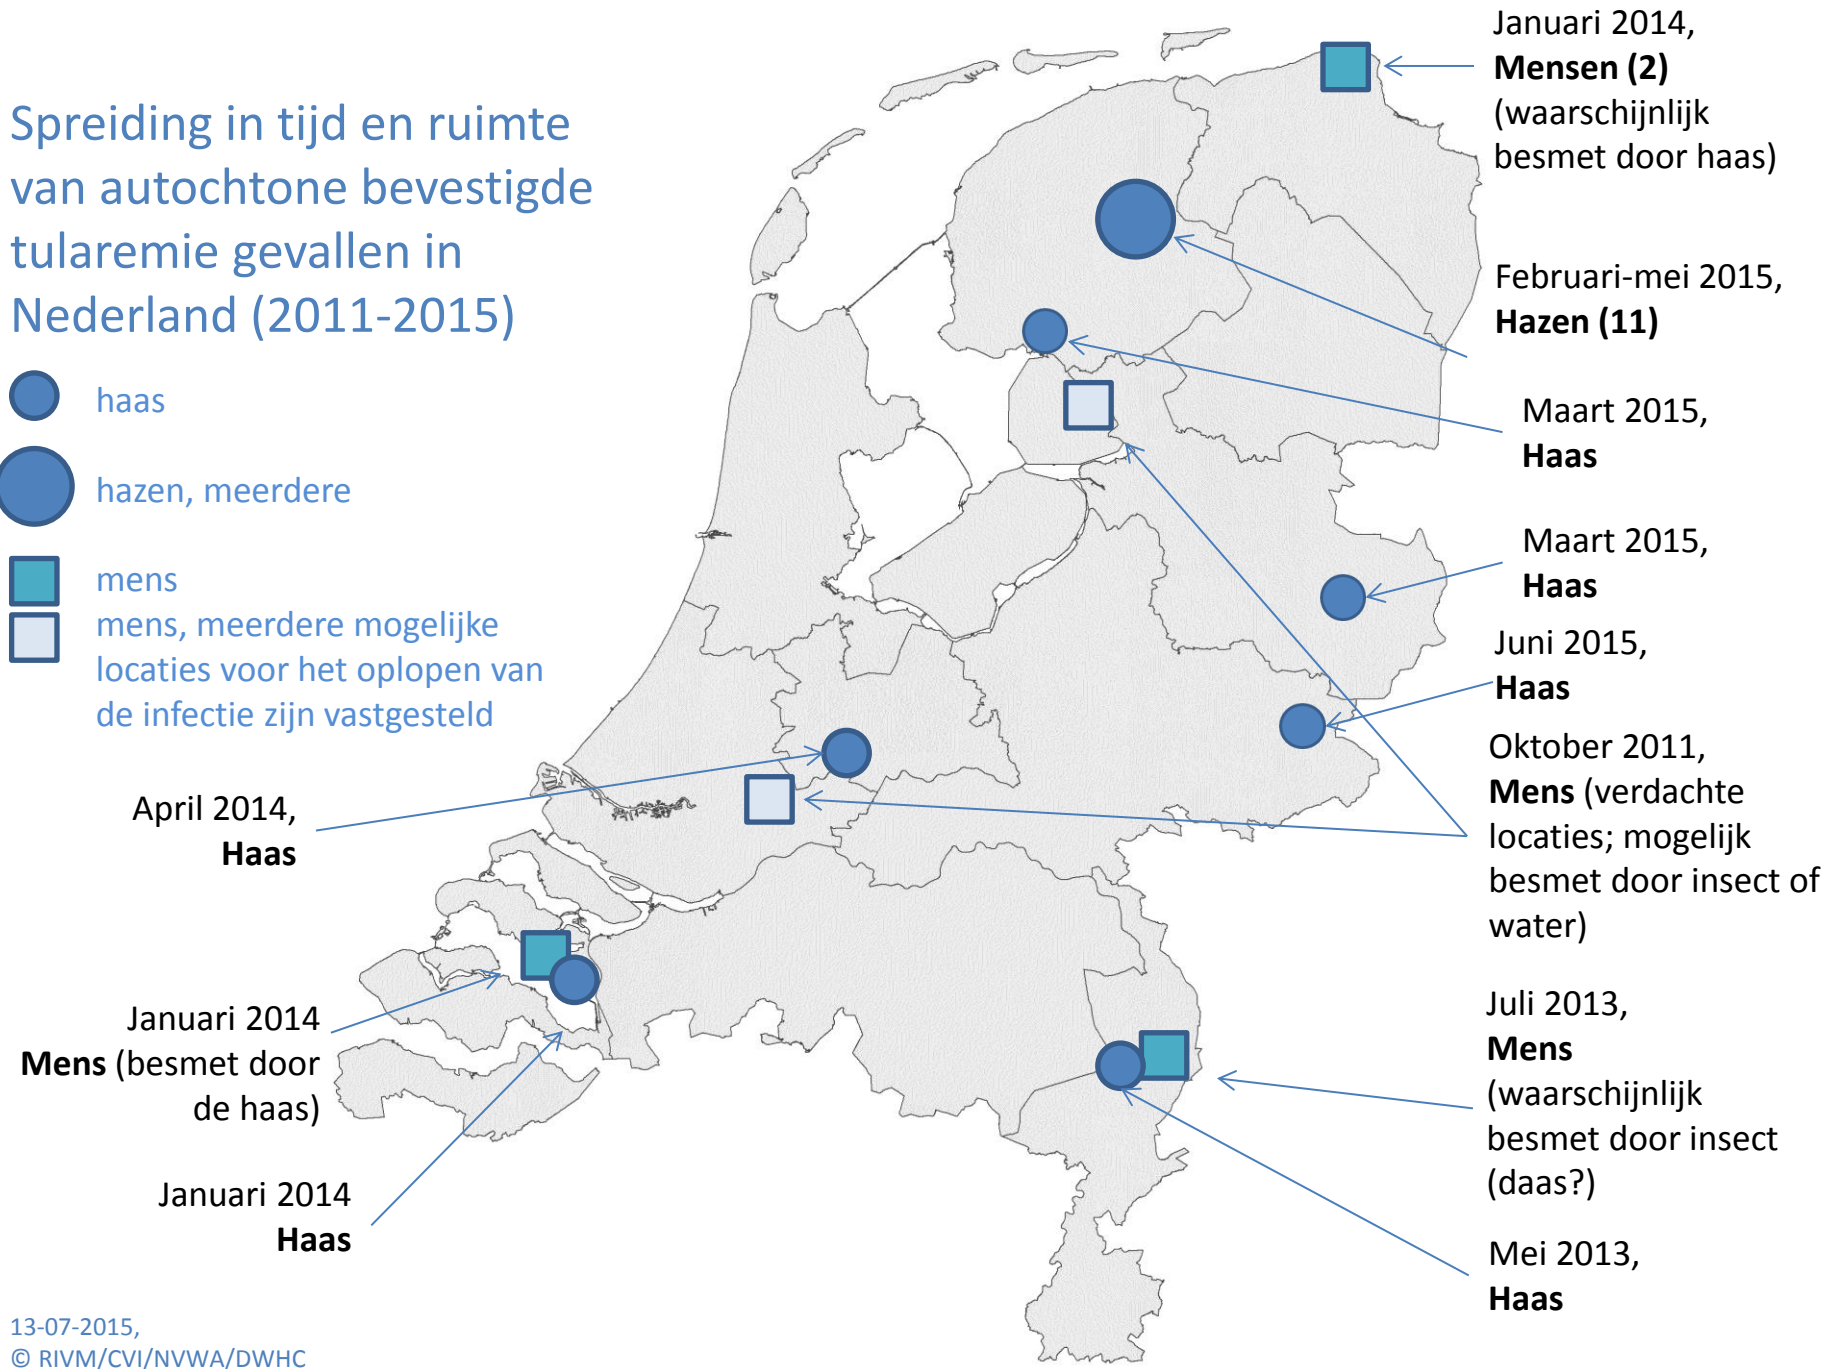 Spreiding in tijd en ruimte
van autochtone bevestigde
tularemie gevallen in
Nederland (2011-2015)
haas
hazen, meerdere
mens
mens, meerdere mogelijke
locaties voor het oplopen van
de infectie zijn vastgesteld
April 2014,
Haas
Januari 2014
Mens (besmet door
de haas)
Januari 2014
Haas
13-07-2015,
© RIVM/CVI/NVWA/DWHC
Januari 2014,
Mensen (2)
(waarschijnlijk
besmet door haas)
Februari-mei 2015,
Hazen (11)
Maart 2015,
Haas
Maart 2015,
Haas
Juni 2015,
Haas
Oktober 2011,
Mens (verdachte
locaties; mogelijk
besmet door insect of
water)
Juli 2013,
Mens
(waarschijnlijk
besmet door insect
(daas?)
Mei 2013,
Haas